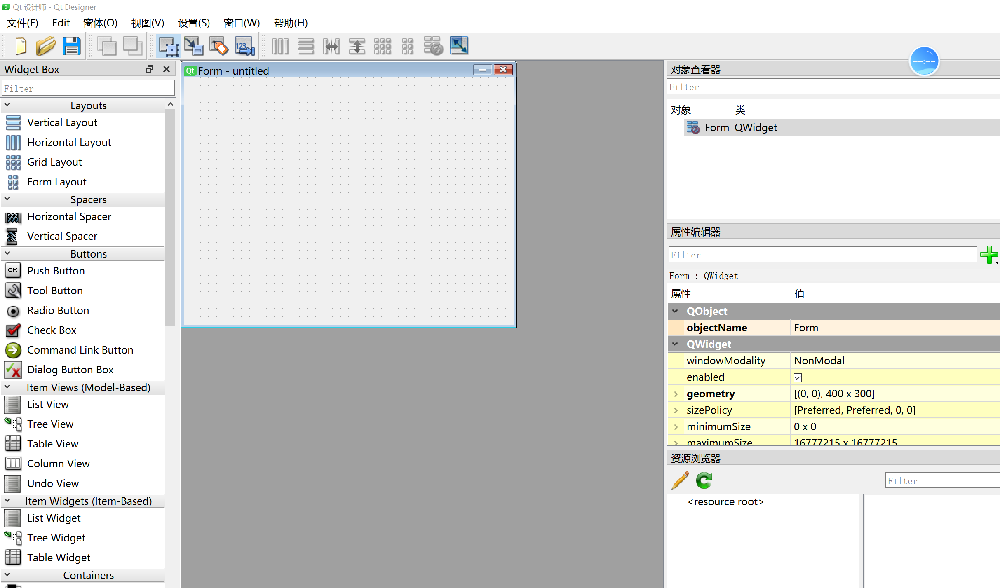 Qt 设计师 - Qt Designer
文件(F) Edit 窗体(O) 视图(V) 设置(S) 窗口(W) 帮助(H)
123
Widget Box
Filter
Layouts
Vertical Layout
Horizontal Layout
Grid Layout
Form Layout
Spacers
Horizontal Spacer
Vertical Spacer
Buttons
OK Push Button
Tool Button
Radio Button
Check Box
Command Link Button
Dialog Button Box
Item Views (Model-Based)
List View
Tree View
Table View
Column View
Undo View
Item Widgets (Item-Based)
List Widget
Tree Widget
Table Widget
Containers
Qt Form - untitled
--:--
对象查看器
Filter
对象 类
Form QWidget
属性编辑器
Filter
Form : QWidget
属性 值
QObject
objectName Form
QWidget
windowModality NonModal
enabled
geometry [(0, 0), 400 x 300]
sizePolicy [Preferred, Preferred, 0, 0]
minimumSize 0 x 0
maximumSize 16777215 x 16777215
资源浏览器
Filter
<resource root>